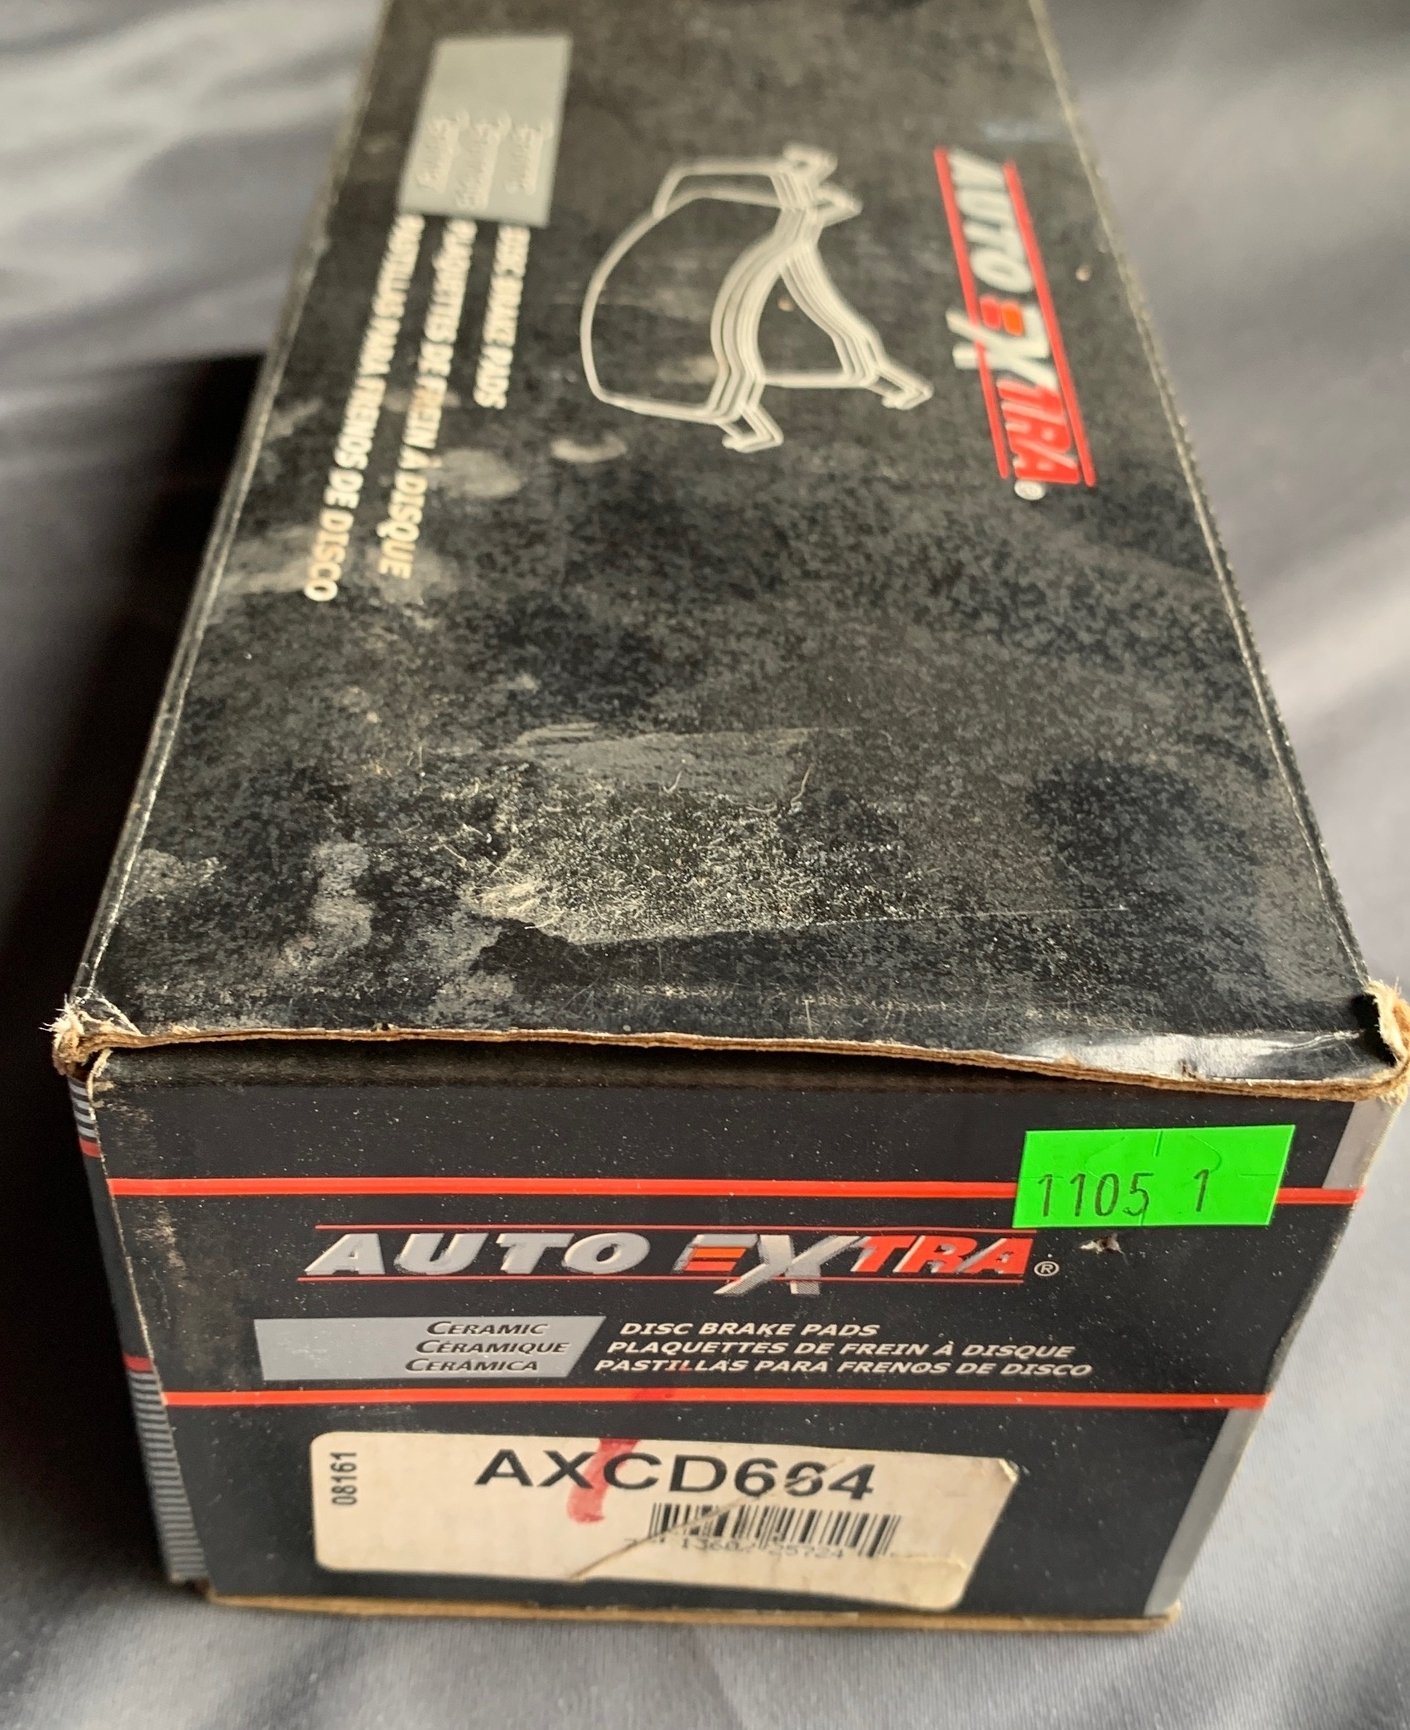 AUTO EXTRA®
DISC BRAKE PADS
PLAQUETTES DE FREIN À DISQUE
PASTILLAS PARA FRENOS DE DISCO
1105 1
AUTO EXTRA®
CERAMIC DISC BRAKE PADS
CÉRAMIQUE PLAQUETTES DE FREIN À DISQUE
CERÁMICA PASTILLAS PARA FRENOS DE DISCO
08161
AXCD664